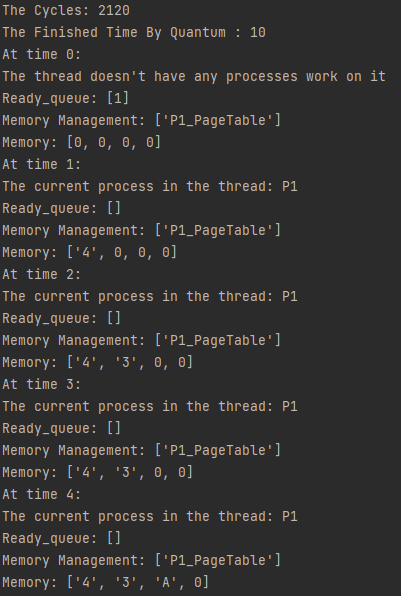 The Cycles: 2120
The Finished Time By Quantum : 10
At time 0:
The thread doesn't have any processes work on it
Ready_queue: [1]
Memory Management: ['P1_PageTable']
Memory: [0, 0, 0, 0]
At time 1:
The current process in the thread: P1
Ready_queue: []
Memory Management: ['P1_PageTable']
Memory: ['4', 0, 0, 0]
At time 2:
The current process in the thread: P1
Ready_queue: []
Memory Management: ['P1_PageTable']
Memory: ['4', '3', 0, 0]
At time 3:
The current process in the thread: P1
Ready_queue: []
Memory Management: ['P1_PageTable']
Memory: ['4', '3', 0, 0]
At time 4:
The current process in the thread: P1
Ready_queue: []
Memory Management: ['P1_PageTable']
Memory: ['4', '3', 'A', 0]